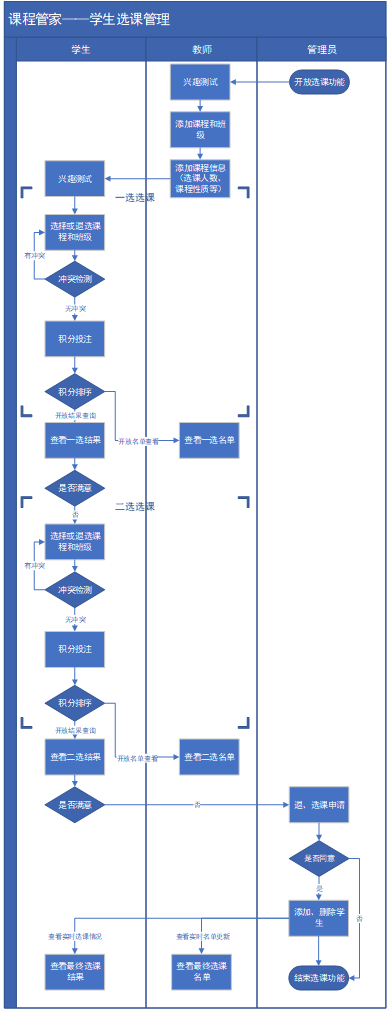 课程管家——学生选课管理
学生
教师
管理员
兴趣测试
开放选课功能
添加课程和班
级
兴趣测试
添加课程信息
（选课人数、
课程性质等）
一选选课
选择或退选课
程和班级
有冲突
冲突检测
无冲突
积分投注
积分排序
开放结果查询
查看一选结果
开放名单查看
查看一选名单
是否满意
二选选课
否
选择或退选课
程和班级
有冲突
冲突检测
无冲突
积分投注
积分排序
开放结果查询
查看二选结果
开放名单查看
查看二选名单
是否满意
否
退、选课申请
是否同意
是
添加、删除学
生
否
查看实时选课情况
查看实时名单更新
查看最终选课
结果
查看最终选课
名单
结束选课功能